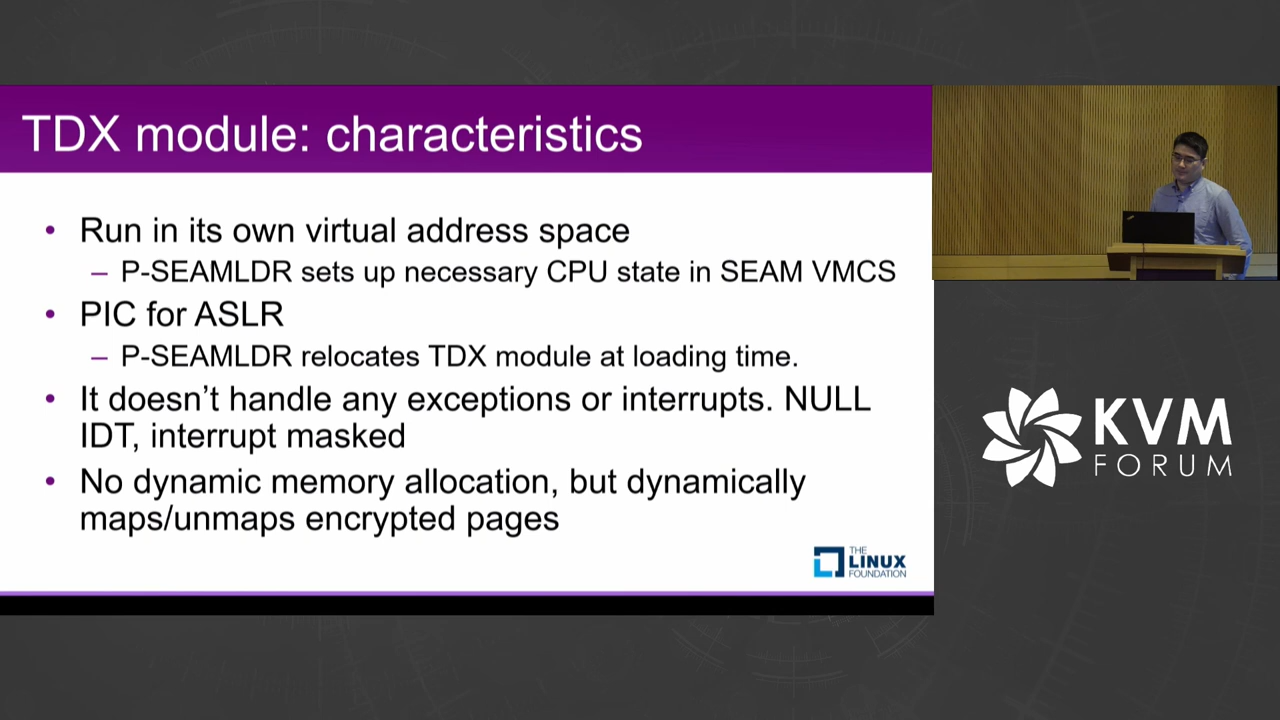 TDX module: characteristics
• Run in its own virtual address space
– P-SEAMLDR sets up necessary CPU state in SEAM VMCS
• PIC for ASLR
– P-SEAMLDR relocates TDX module at loading time.
• It doesn’t handle any exceptions or interrupts. NULL
IDT, interrupt masked
• No dynamic memory allocation, but dynamically
maps/unmaps encrypted pages
THE
LINUX
FOUNDATION
KVM
FORUM